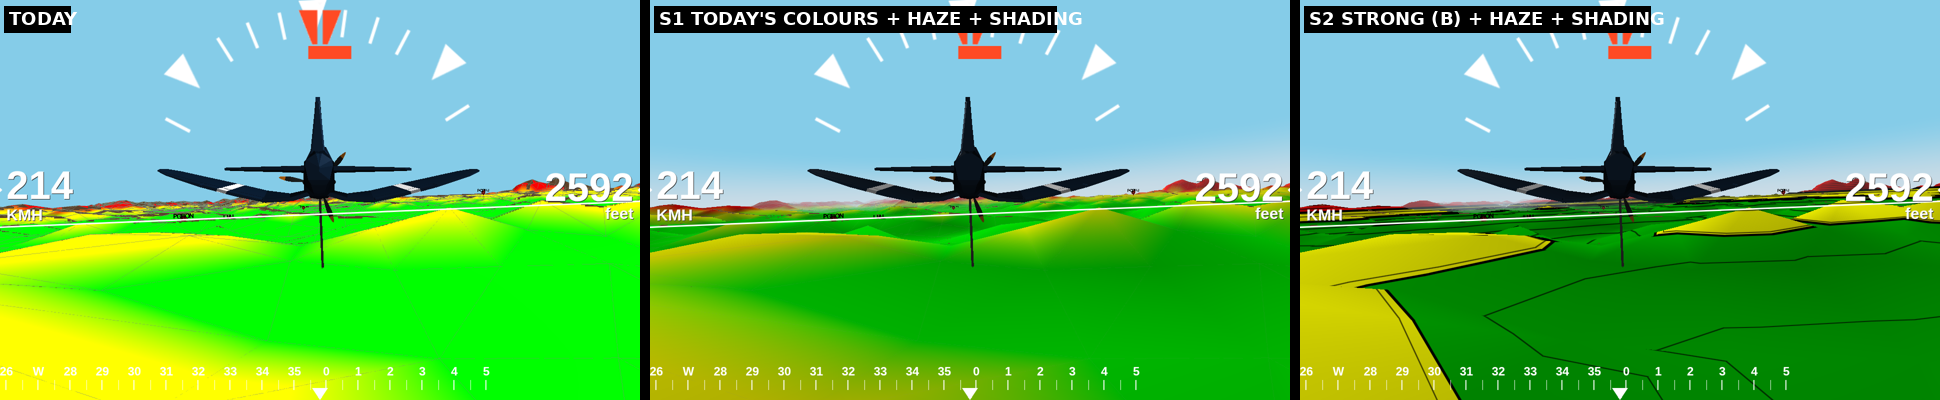 TODAY
214
KMH
2592
feet
26 W 28 29 30 31 32 33 34 35 0 1 2 3 4 5
S1 TODAY'S COLOURS + HAZE + SHADING
214
KMH
2592
feet
26 W 28 29 30 31 32 33 34 35 0 1 2 3 4 5
S2 STRONG (B) + HAZE + SHADING
214
KMH
2592
feet
26 W 28 29 30 31 32 33 34 35 0 1 2 3 4 5